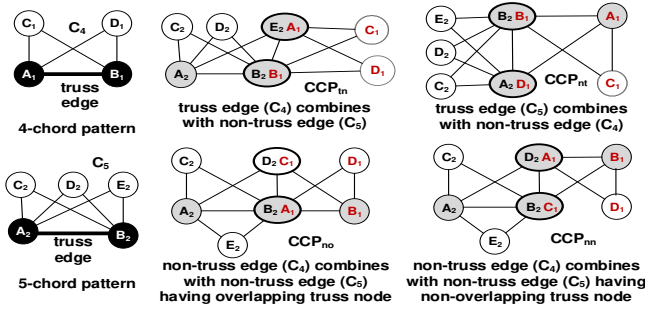 C1 C4 D1
A1 B1
truss
edge
4-chord pattern
C2 D2 E2 A1 C1
A2 B2 B1 D1
CCPtn
truss edge (C4) combines
with non-truss edge (C5)
E2 B2 B1 A1
D2
C2 A2 D1 CCPnt C1
truss edge (C5) combines
with non-truss edge (C4)
C5
C2 D2 E2
A2 B2
truss
edge
5-chord pattern
C2 D2 C1 D1
A2 B2 A1 B1
E2 CCPno
non-truss edge (C4) combines
with non-truss edge (C5)
having overlapping truss node
C2 D2 A1 B1
A2 B2 C1 D1
E2 CCPnn
non-truss edge (C4) combines
with non-truss edge (C5) having
non-overlapping truss node